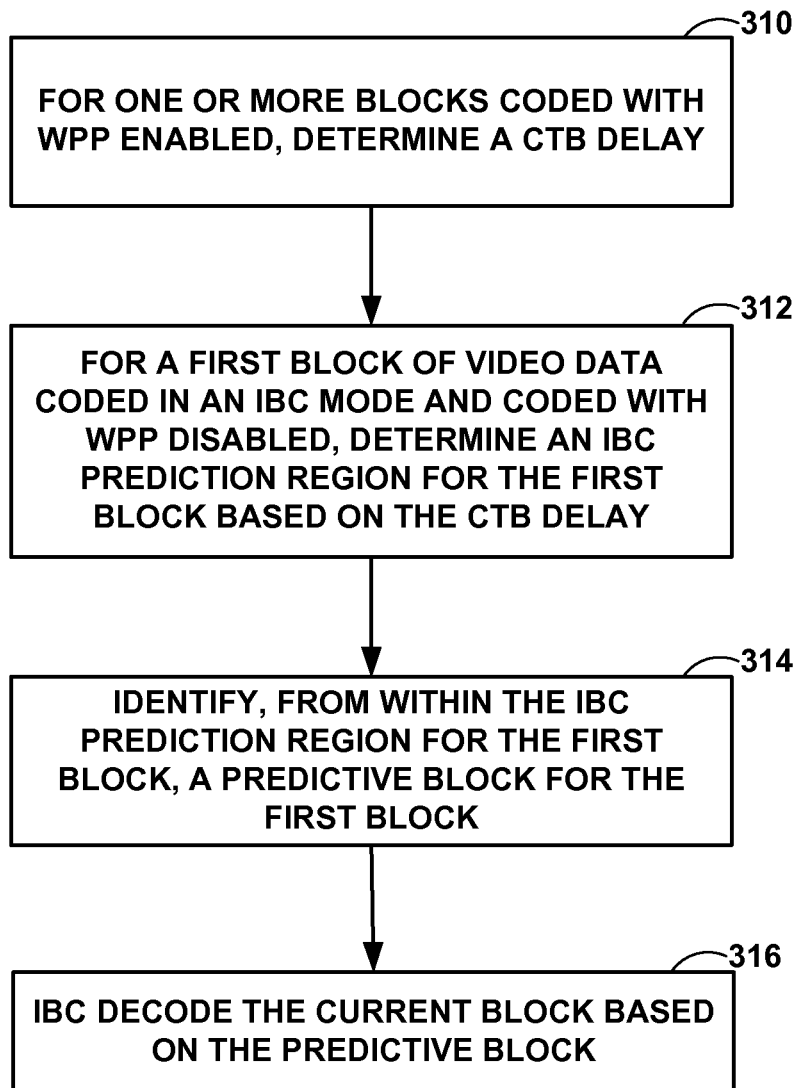 310
FOR ONE OR MORE BLOCKS CODED WITH
WPP ENABLED, DETERMINE A CTB DELAY
312
FOR A FIRST BLOCK OF VIDEO DATA
CODED IN AN IBC MODE AND CODED WITH
WPP DISABLED, DETERMINE AN IBC
PREDICTION REGION FOR THE FIRST
BLOCK BASED ON THE CTB DELAY
314
IDENTIFY, FROM WITHIN THE IBC
PREDICTION REGION FOR THE FIRST
BLOCK, A PREDICTIVE BLOCK FOR THE
FIRST BLOCK
316
IBC DECODE THE CURRENT BLOCK BASED
ON THE PREDICTIVE BLOCK